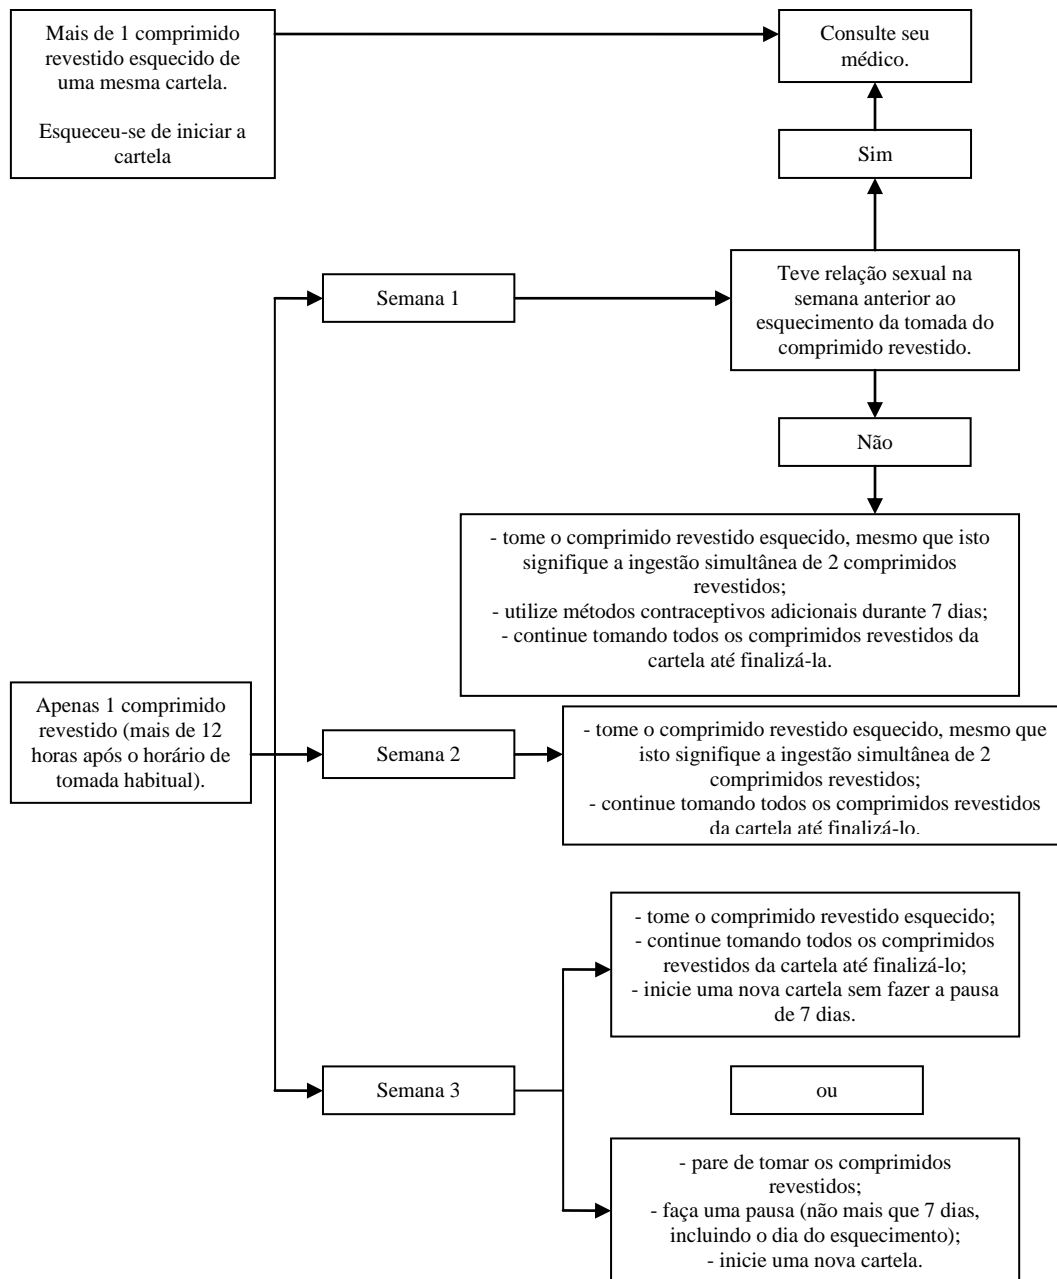 Mais de 1 comprimido
revestido esquecido de
uma mesma cartela.
Esqueceu-se de iniciar a
cartela
Consulte seu
médico.
Sim
Semana 1
Teve relação sexual na
semana anterior ao
esquecimento da tomada do
comprimido revestido.
Não
- tome o comprimido revestido esquecido, mesmo que isto
signifique a ingestão simultânea de 2 comprimidos
revestidos;
- utilize métodos contraceptivos adicionais durante 7 dias;
- continue tomando todos os comprimidos revestidos da
cartela até finalizá-la.
Apenas 1 comprimido
revestido (mais de 12
horas após o horário de
tomada habitual).
Semana 2
- tome o comprimido revestido esquecido, mesmo que
isto signifique a ingestão simultânea de 2
comprimidos revestidos;
- continue tomando todos os comprimidos revestidos
da cartela até finalizá-lo.
Semana 3
- tome o comprimido revestido esquecido;
- continue tomando todos os comprimidos
revestidos da cartela até finalizá-lo;
- inicie uma nova cartela sem fazer a pausa
de 7 dias.
ou
- pare de tomar os comprimidos
revestidos;
- faça uma pausa (não mais que 7 dias,
incluindo o dia do esquecimento);
- inicie uma nova cartela.